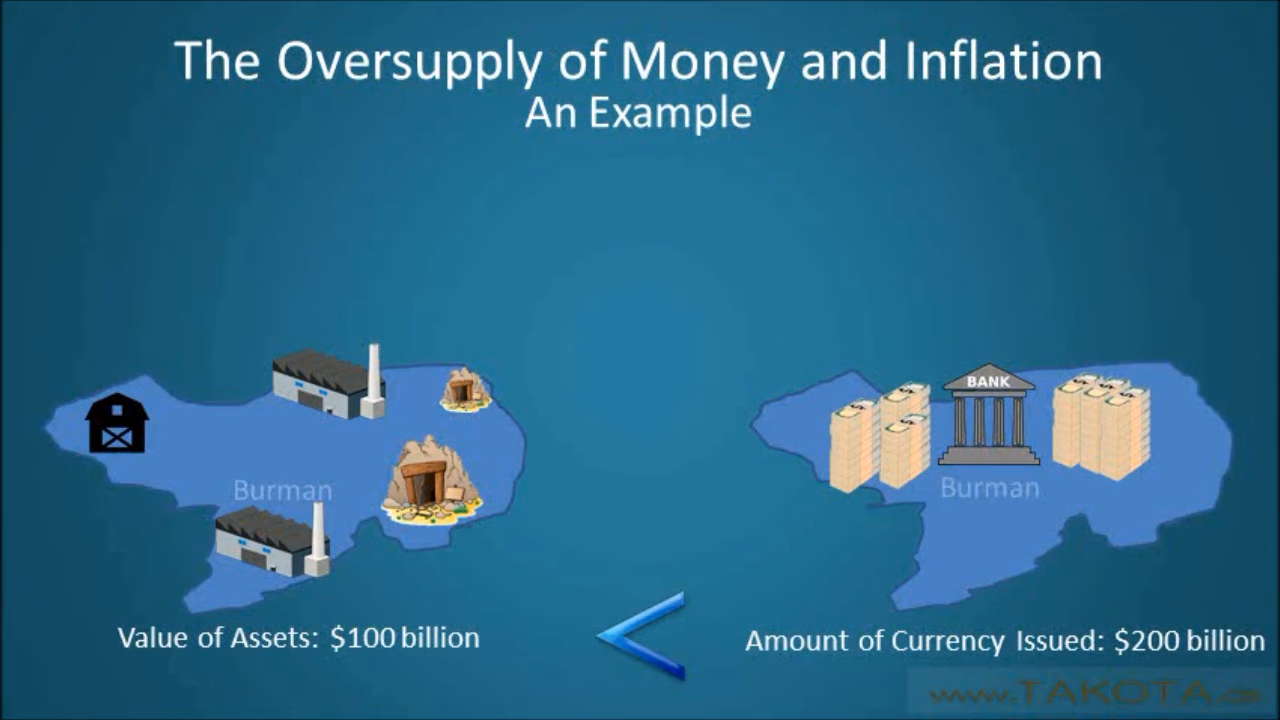 The Oversupply of Money and Inflation
An Example
BANK
Burman
Burman
Value of Assets: $100 billion
<
Amount of Currency Issued: $200 billion
www.TAKOTA.ca